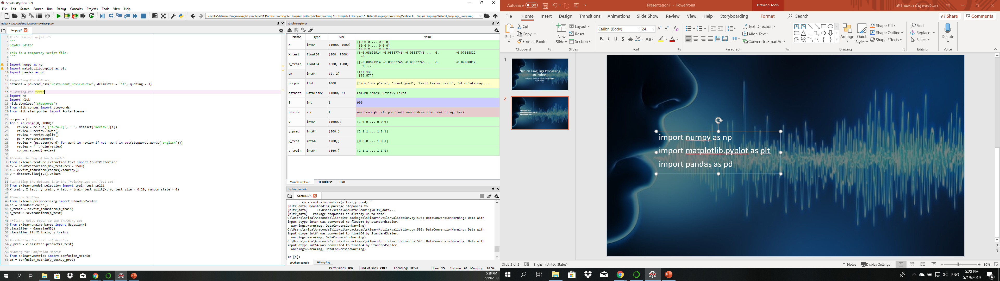 Spyder (Python 3.7)
File Edit Search Source Run Debug Consoles Projects Tools View Help
Semester\Advance ProgrammingML\Practice\P14-Machine-Learning-AZ-Template-Folder\Machine Learning A-Z Template Folder\Part 7 - Natural Language Processing\Section 36 - Natural Language\Natural_Language_Processing
Editor - C:\Users\sripa\.spyder-py3\temp.py
temp.py*
1 # -*- coding: utf-8 -*-
2 """
3 Spyder Editor
4
5 This is a temporary script file.
6 """
7
8 import numpy as np
9 import matplotlib.pyplot as plt
10 import pandas as pd
11
12 #importing the dataset
13 dataset = pd.read_csv('Restaurant_Reviews.tsv', delimiter = '\t', quoting = 3)
14
15 #Cleaning the texts
16 import re
17 import nltk
18 nltk.download('stopwords')
19 from nltk.corpus import stopwords
20 from nltk.stem.porter import PorterStemmer
21
22 corpus = []
23 for i in range(0, 1000):
24     review = re.sub('[^a-zA-Z]', ' ', dataset['Review'][i])
25     review = review.lower()
26     review = review.split()
27     ps = PorterStemmer()
28     review = [ps.stem(word) for word in review if not  word in set(stopwords.words('english'))]
29     review = ' '.join(review)
30     corpus.append(review)
31
32 #Create the Bag of Words model
33 from sklearn.feature_extraction.text import CountVectorizer
34 cv = CountVectorizer(max_features = 1500)
35 X = cv.fit_transform(corpus).toarray()
36 y = dataset.iloc[:,1].values
37
38 #splitting the dataset into the Training set and Test set
39 from sklearn.model_selection import train_test_split
40 X_train, X_test, y_train, y_test = train_test_split(X, y, test_size = 0.20, random_state = 0)
41
42 #Feature Scaling
43 from sklearn.preprocessing import StandardScaler
44 sc = StandardScaler()
45 X_train = sc.fit_transform(X_train)
46 X_test = sc.transform(X_test)
47
48 #Fitting Naive Bayer to the Training set
49 from sklearn.naive_bayes import GaussianNB
50 classifier = GaussianNB()
51 classifier.fit(X_train, y_train)
52
53 #Predicting the Test set Results
54 y_pred = classifier.predict(X_test)
55
56 #Making the Confusion Matrix
57 from sklearn.metrics import confusion_matrix
58 cm = confusion_matrix(y_test,y_pred)
Variable explorer
Name Type Size Value
X int64 (1000, 1500) [[0 0 0 ... 0 0 0]
[0 0 0 ... 0 0 0]
[0 0 0 ... 0 0 0]
X_test float64 (200, 1500) [[-0.08692914 -0.03537746 -0.03537746 ... 0. -0.07088812
-0 ...
X_train float64 (800, 1500) [[-0.08692914 -0.03537746 -0.03537746 ... 0. -0.07088812
-0 ...
cm int64 (2, 2) [[54 43]
[16 87]]
corpus list 1000 ['wow love place', 'crust good', 'tasti textur nasti', 'stop late may ...
dataset DataFrame (1000, 2) Column names: Review, Liked
i int 1 999
review str 1 wast enough life pour salt wound draw time took bring check
y int64 (1000,) [1 0 0 ... 0 0 0]
y_pred int64 (200,) [1 1 1 ... 1 1 1]
y_test int64 (200,) [0 0 0 ... 1 0 1]
y_train int64 (800,) [1 1 1 ... 1 1 1]
Variable explorer File explorer Help
IPython console
Console 1/A
...: cm = confusion_matrix(y_test,y_pred)
[nltk_data] Downloading package stopwords to
[nltk_data]     C:\Users\sripa\AppData\Roaming\nltk_data...
[nltk_data]   Package stopwords is already up-to-date!
C:\Users\sripa\Anaconda3\lib\site-packages\sklearn\utils\validation.py:595: DataConversionWarning: Data with
input dtype int64 was converted to float64 by StandardScaler.
  warnings.warn(msg, DataConversionWarning)
C:\Users\sripa\Anaconda3\lib\site-packages\sklearn\utils\validation.py:595: DataConversionWarning: Data with
input dtype int64 was converted to float64 by StandardScaler.
  warnings.warn(msg, DataConversionWarning)
C:\Users\sripa\Anaconda3\lib\site-packages\sklearn\utils\validation.py:595: DataConversionWarning: Data with
input dtype int64 was converted to float64 by StandardScaler.
  warnings.warn(msg, DataConversionWarning)
In [5]:
IPython console History log
Permissions: RW End-of-lines: CRLF Encoding: UTF-8 Line: 15 Column: 20 Memory: 83 %
5:28 PM
5/19/2019
AutoSave Off Presentation1 - PowerPoint Drawing Tools
File Home Insert Design Transitions Animations Slide Show Review View Help Storyboarding Format Search Share Comments
Paste Cut Copy Format Painter Clipboard
New Slide Layout Reset Section Slides
Calibri (Body) 24 Font
Text Direction Align Text Convert to SmartArt Paragraph
Arrange Quick Styles Shape Fill Shape Outline Shape Effects Drawing
Find Replace Select Editing
Dictate Voice
1
Natural Language Processing
in Python
2
import numpy as np
import matplotlib.pyplot as plt
import pandas as pd
import numpy as np
import matplotlib.pyplot as plt
import pandas as pd
Slide 2 of 2 English (United States) Notes Display Settings 86%
ENG 5:28 PM
5/19/2019
4